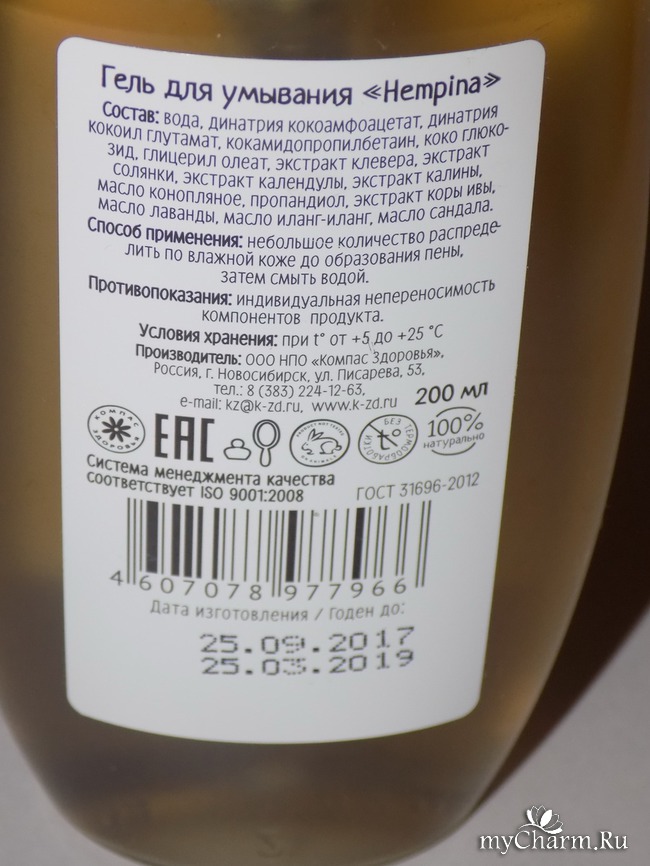 Гель для умывания «Hempina»
Состав: вода, динатрия кокоамфоацетат, динатрия
кокоил глутамат, кокамидопропилбетаин, коко глюко-
зид, глицерил олеат, экстракт клевера, экстракт
солянки, экстракт календулы, экстракт калины,
масло конопляное, пропандиол, экстракт коры ивы,
масло лаванды, масло иланг-иланг, масло сандала.
Способ применения: небольшое количество распреде-
лить по влажной коже до образования пены,
затем смыть водой.
Противопоказания: индивидуальная непереносимость
компонентов продукта.
Условия хранения: при t° от +5 до +25 °C
Производитель: ООО НПО «Компас Здоровья»,
Россия, г. Новосибирск, ул. Писарева, 53,
тел.: 8 (383) 224-12-63,
e-mail: kz@k-zd.ru, www.k-zd.ru
200 мл
КОМПАС ЗДОРОВЬЯ
EAC
БЕЗ t° ТЕРМООБРАБОТКИ
100% натурально
Система менеджмента качества
соответствует ISO 9001:2008
ГОСТ 31696-2012
4 607078 977966
Дата изготовления / Годен до:
25.09.2017
25.03.2019
myCharm.Ru